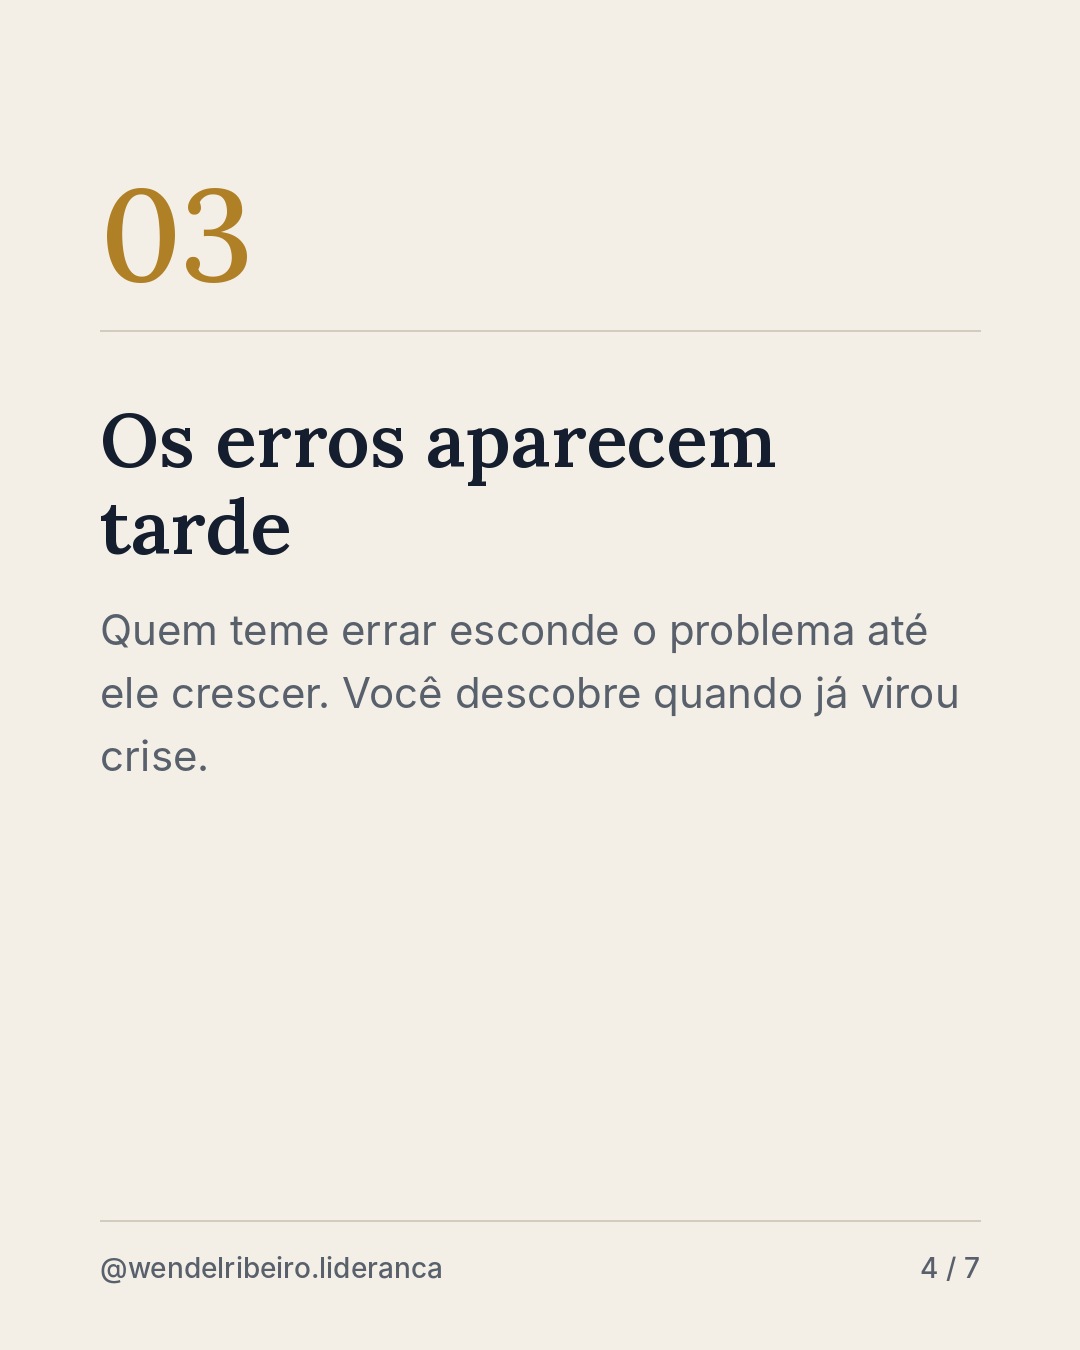 03
Os erros aparecem
tarde
Quem teme errar esconde o problema até
ele crescer. Você descobre quando já virou
crise.
@wendelribeiro.lideranca
4 / 7